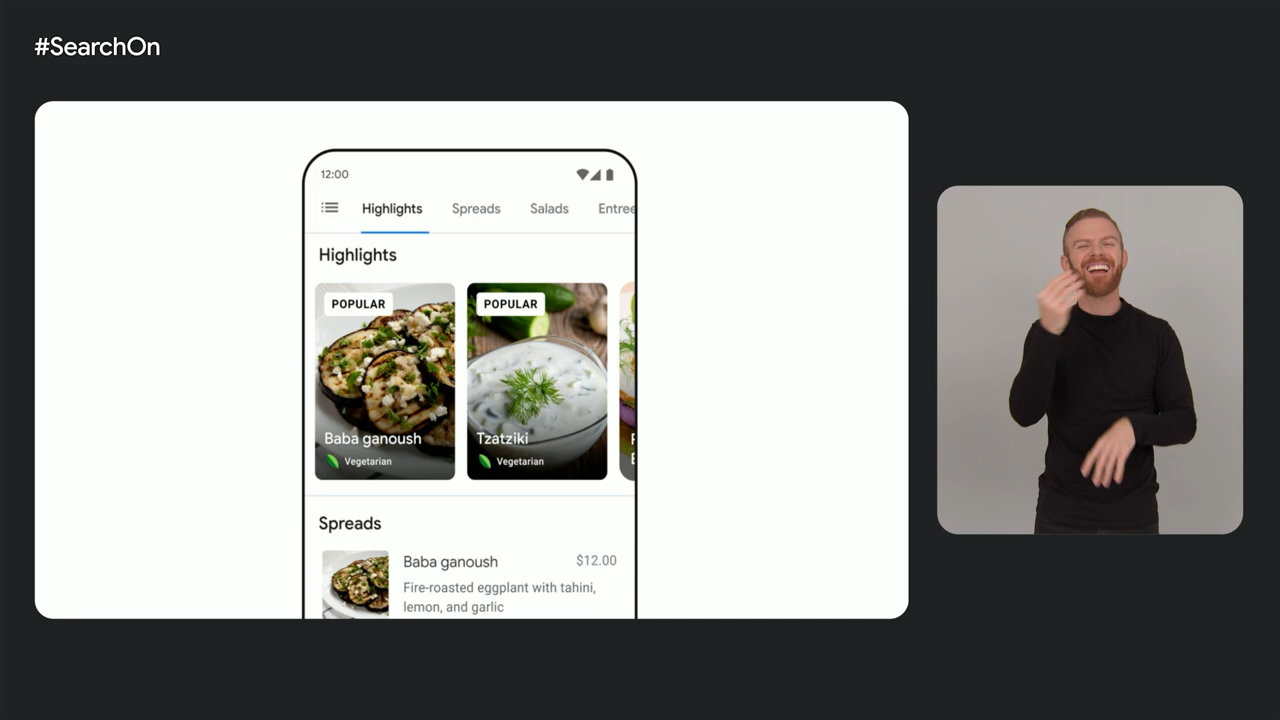 #SearchOn
12:00
Highlights Spreads Salads Entree
Highlights
POPULAR
Baba ganoush
Vegetarian
POPULAR
Tzatziki
Vegetarian
Spreads
Baba ganoush $12.00
Fire-roasted eggplant with tahini,
lemon, and garlic